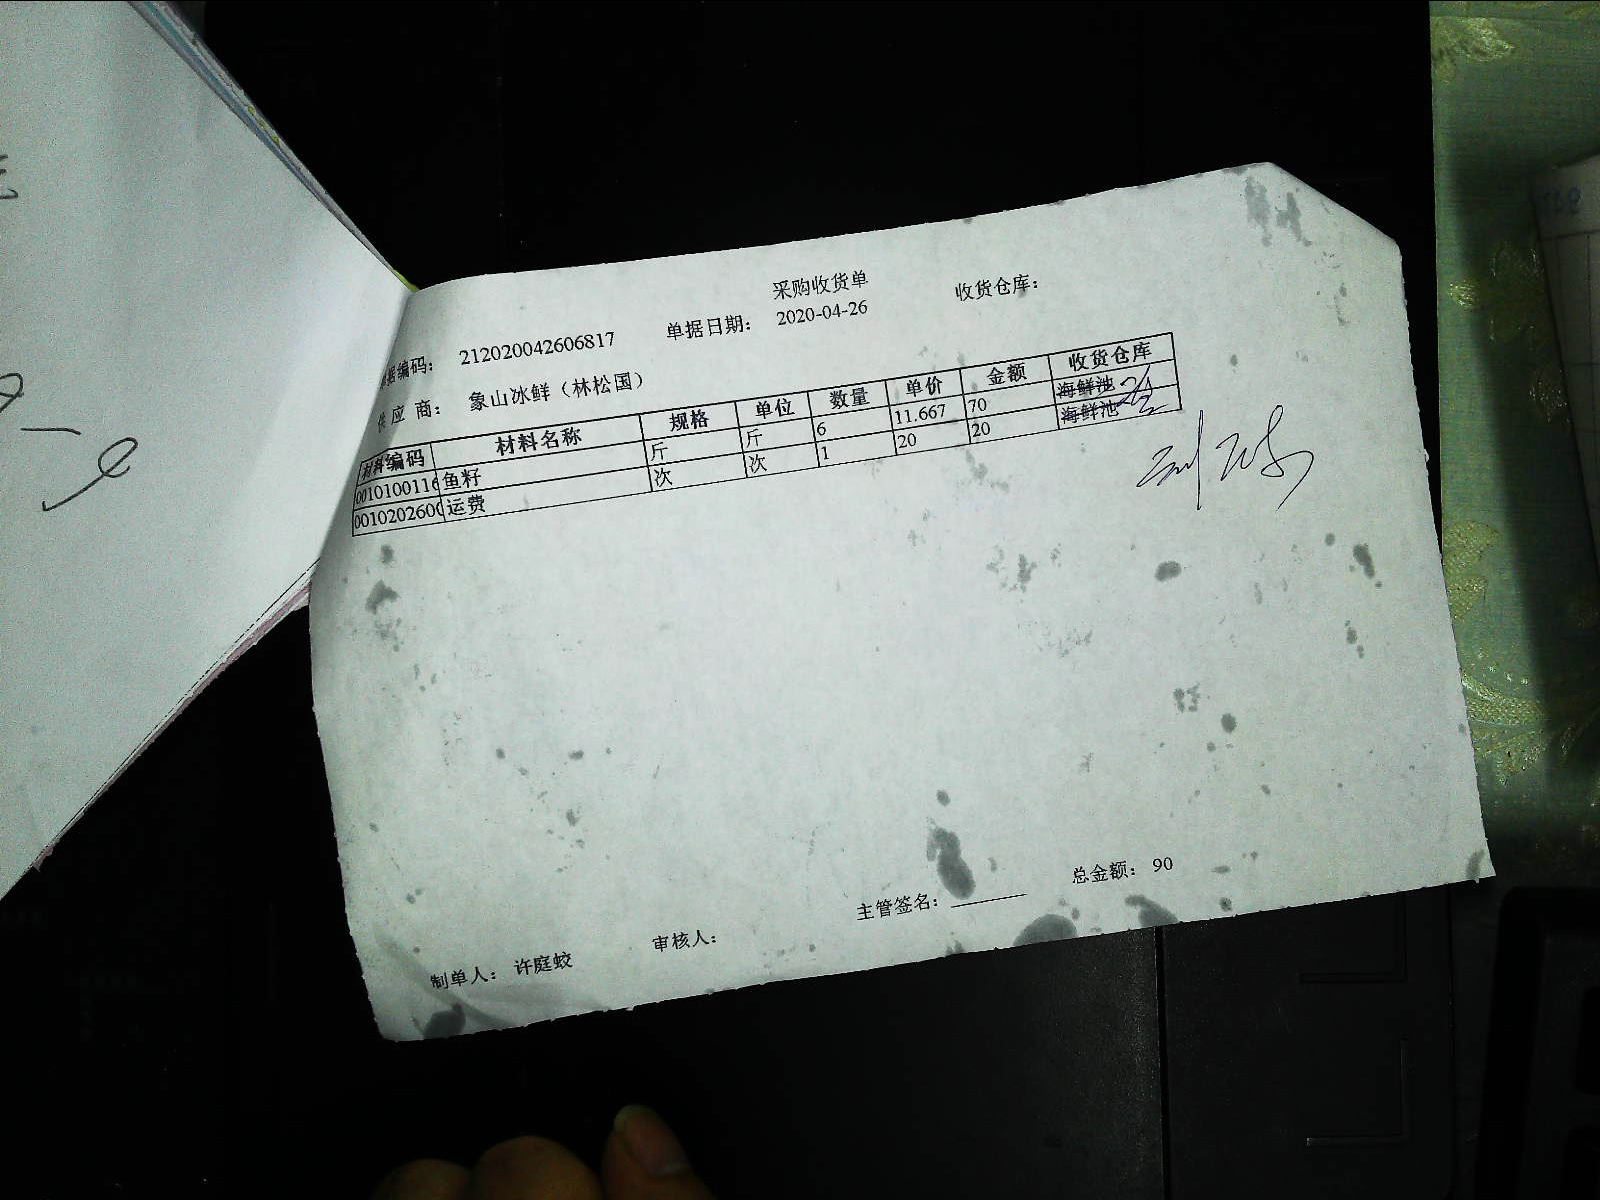 采购收货单
单据编码： 212020042606817 单据日期： 2020-04-26 收货仓库：
供应商： 象山冰鲜（林松国）
材料编码 材料名称 规格 单位 数量 单价 金额 收货仓库
0010100116 鱼籽 斤 斤 6 11.667 70 海鲜池
0010202600 运费 次 次 1 20 20 海鲜池
总金额： 90
制单人： 许庭蛟 审核人： 主管签名：